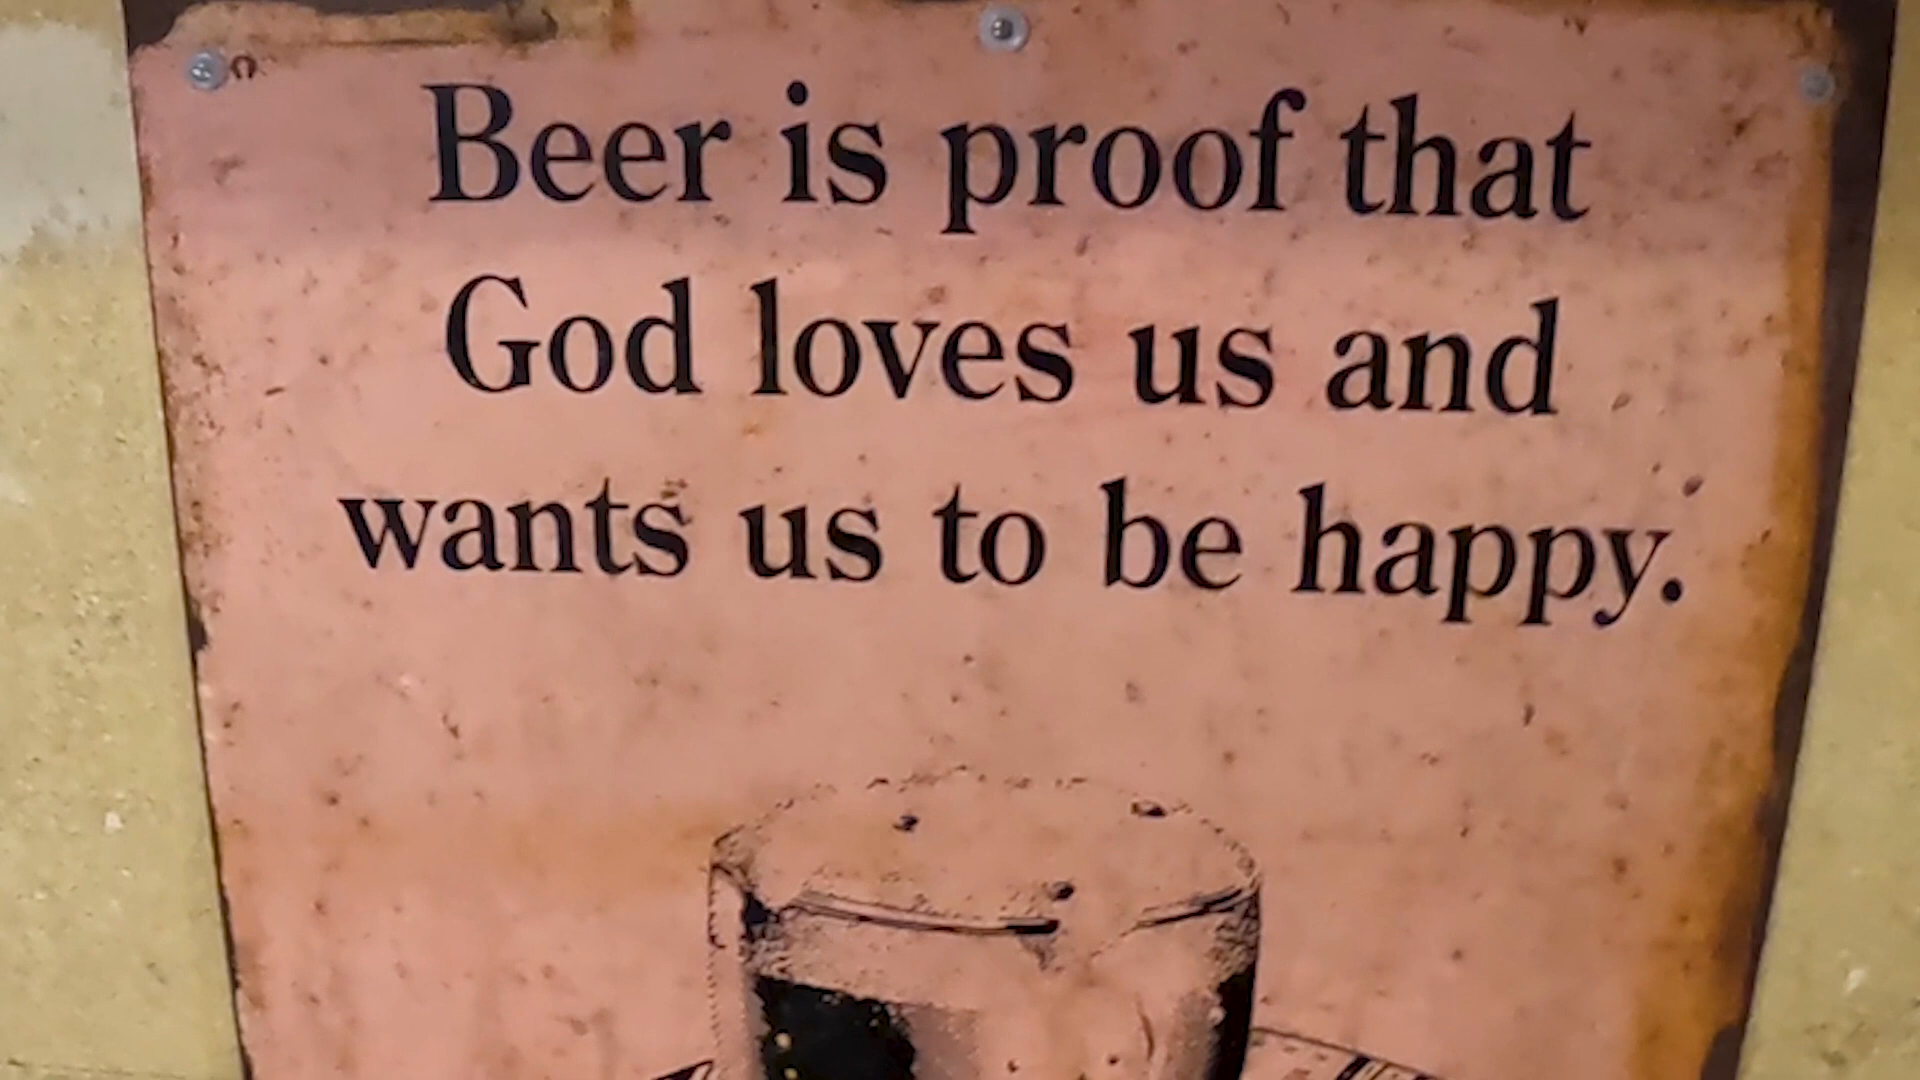 Beer is proof that
God loves us and
wants us to be happy.